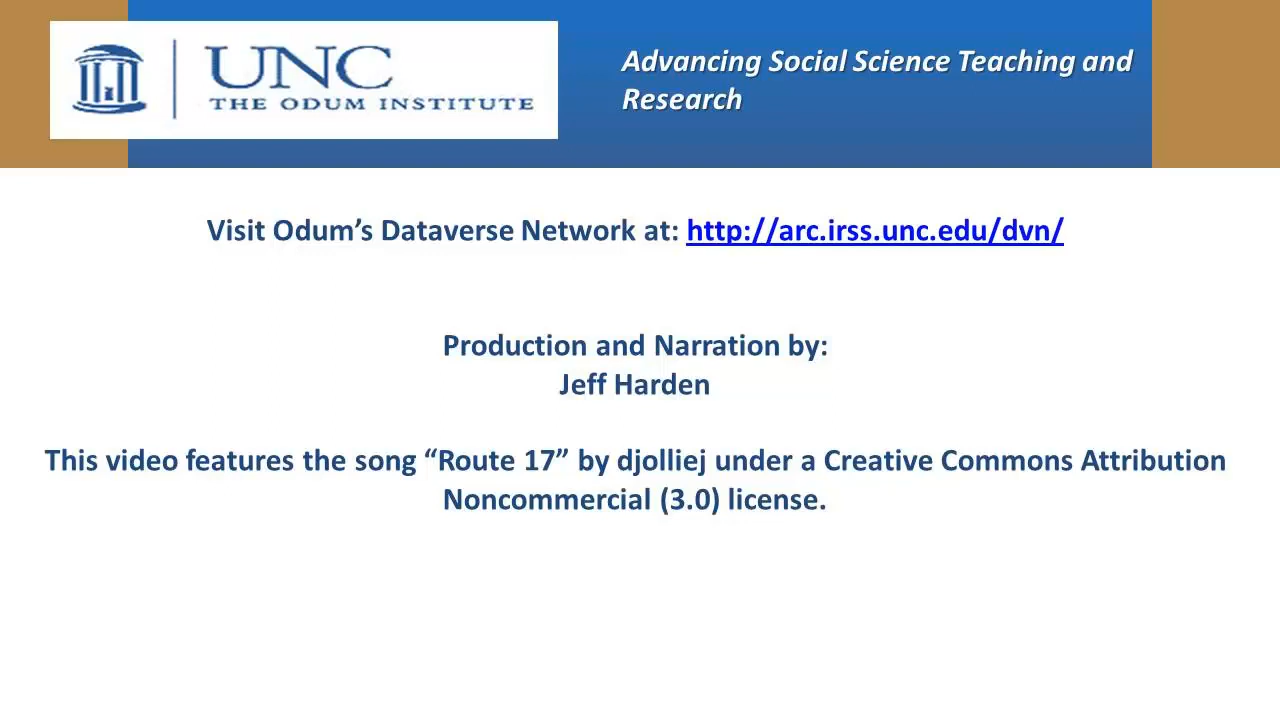 UNC
THE ODUM INSTITUTE
Advancing Social Science Teaching and
Research
Visit Odum’s Dataverse Network at: http://arc.irss.unc.edu/dvn/
Production and Narration by:
Jeff Harden
This video features the song “Route 17” by djolliej under a Creative Commons Attribution
Noncommercial (3.0) license.